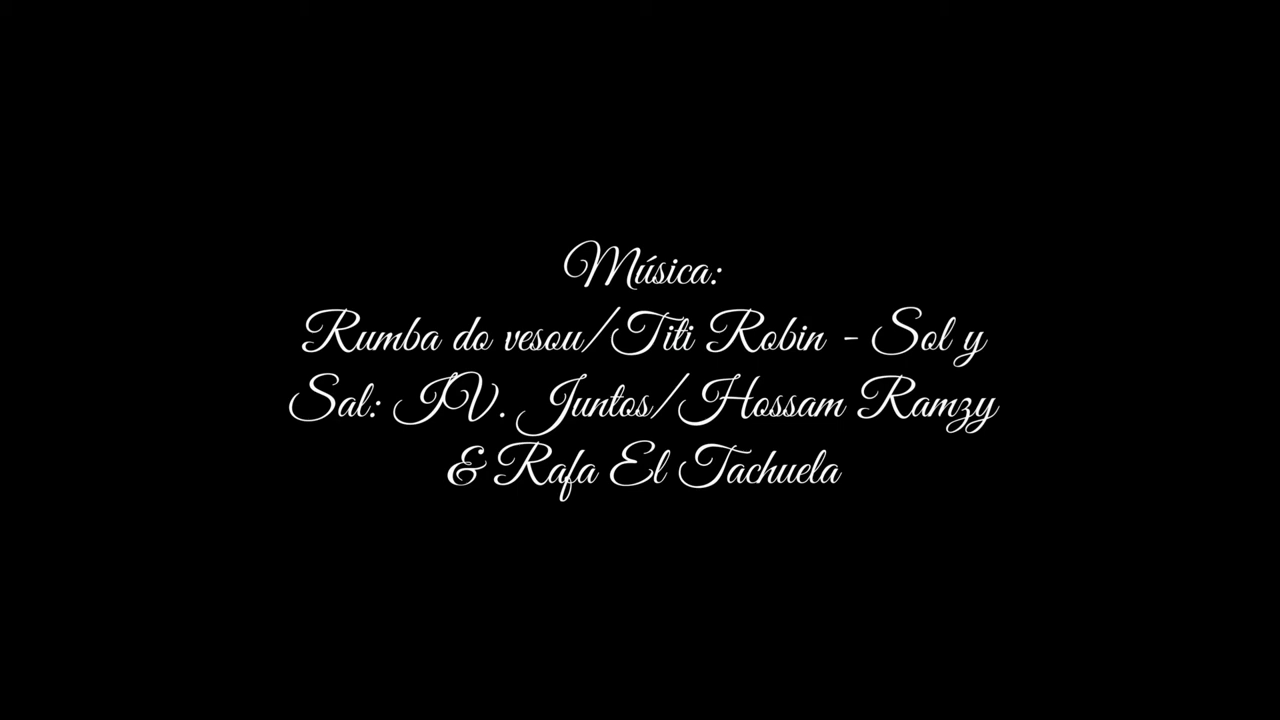 Música:
Rumba do vesou/Titi Robin - Sol y
Sal: IV. Juntos/Hossam Ramzy
& Rafa El Tachuela